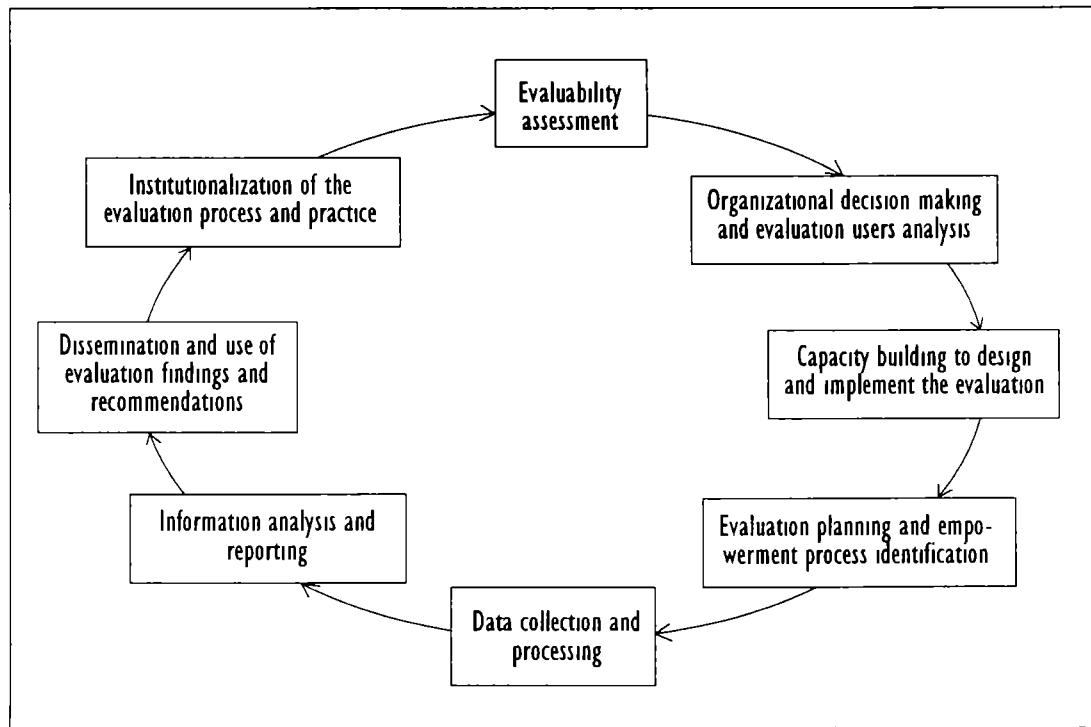 Evaluability
assessment
Organizational decision making
and evaluation users analysis
Capacity building to design
and implement the evaluation
Evaluation planning and empo-
werment process identification
Data collection and
processing
Information analysis and
reporting
Dissemination and use of
evaluation findings and
recommendations
Institutionalization of the
evaluation process and practice